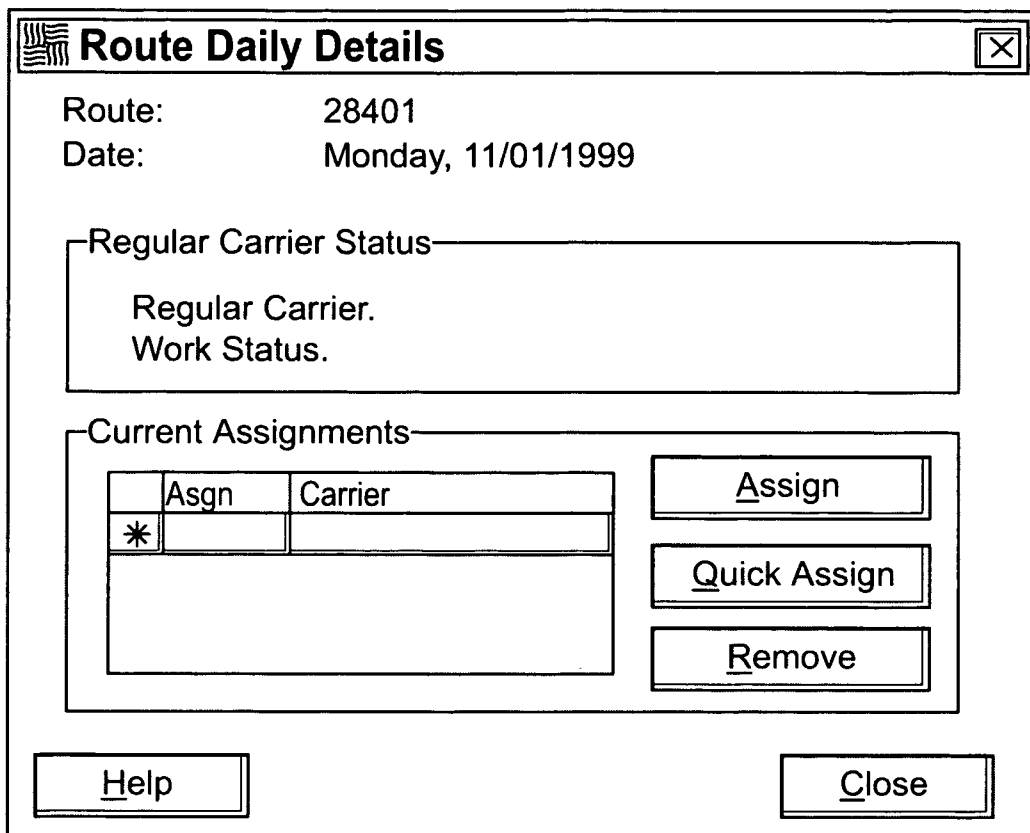 Route Daily Details
Route: 28401
Date: Monday, 11/01/1999
Regular Carrier Status
Regular Carrier.
Work Status.
Current Assignments
Asgn Carrier
*
Assign
Quick Assign
Remove
Help Close